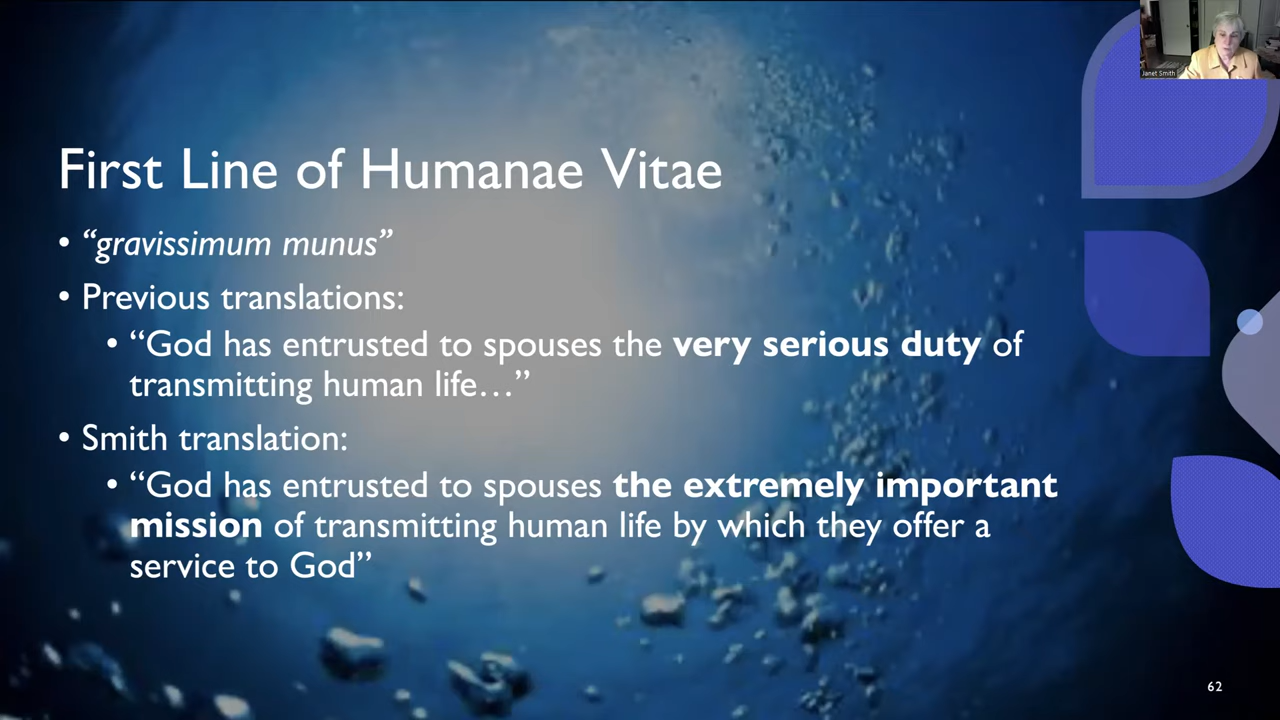 Janet Smith
First Line of Humanae Vitae
• “gravissimum munus”
• Previous translations:
• “God has entrusted to spouses the very serious duty of
transmitting human life…”
• Smith translation:
• “God has entrusted to spouses the extremely important
mission of transmitting human life by which they offer a
service to God”
62